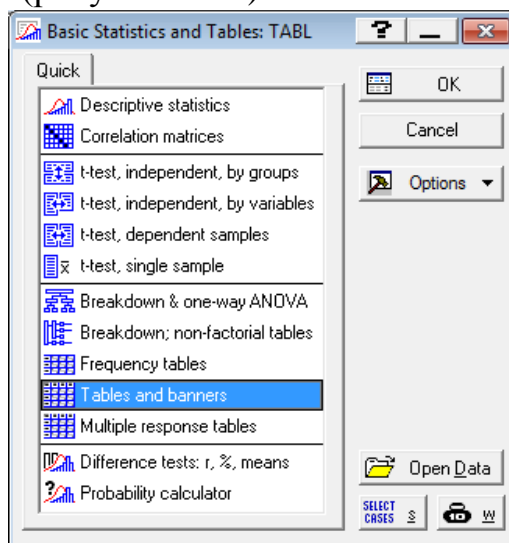 Basic Statistics and Tables: TABL
?
Quick
Descriptive statistics
Correlation matrices
t-test, independent, by groups
t-test, independent, by variables
t-test, dependent samples
t-test, single sample
Breakdown & one-way ANOVA
Breakdown; non-factorial tables
Frequency tables
Tables and banners
Multiple response tables
Difference tests: r, %, means
Probability calculator
OK
Cancel
Options
Open Data
SELECT
CASES S
W